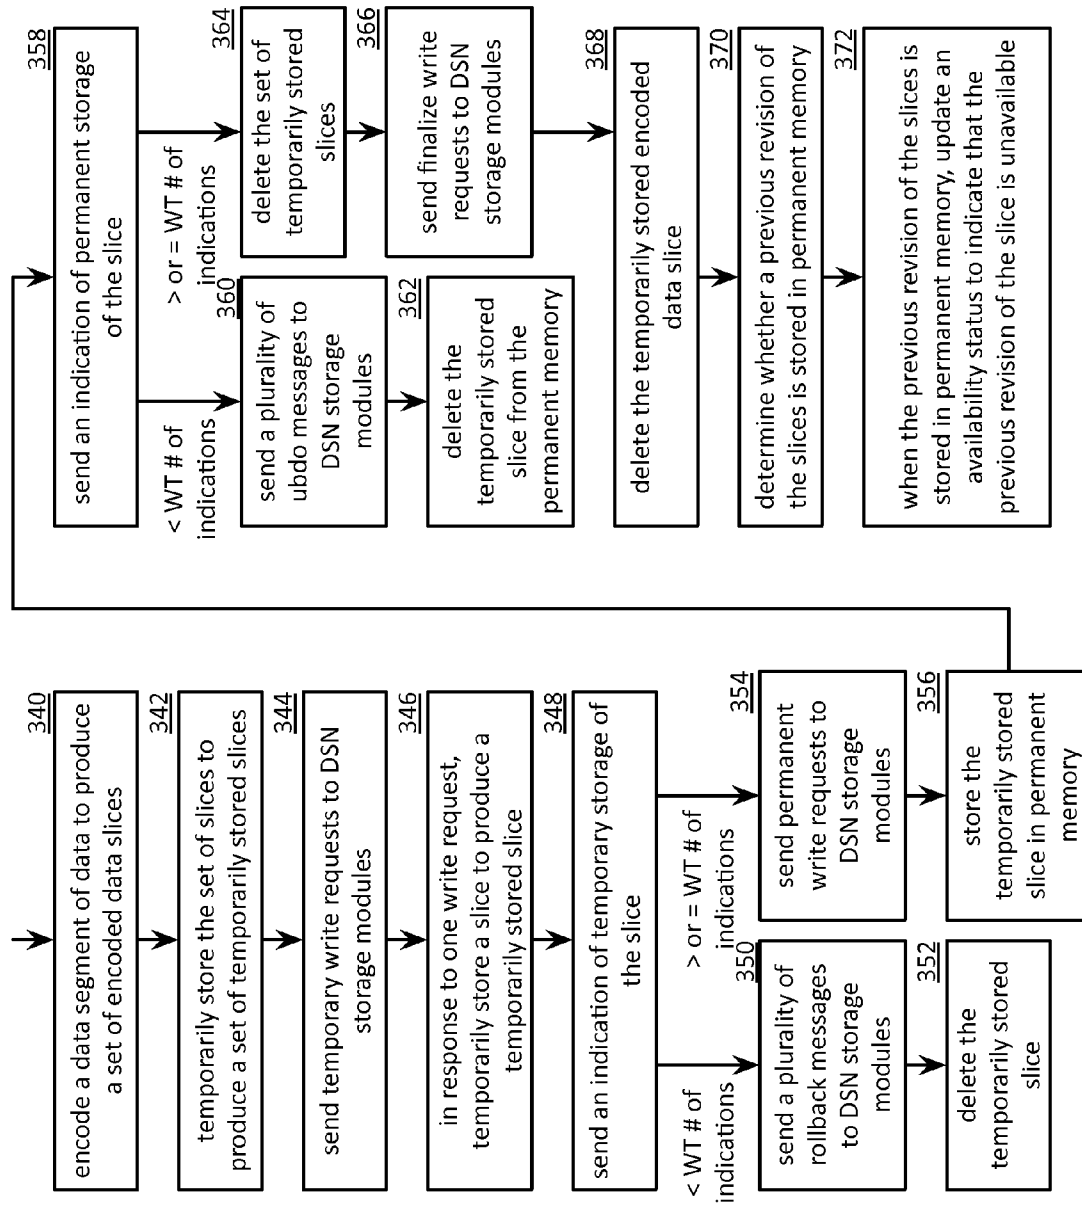 340
encode a data segment of data to produce
a set of encoded data slices
342
temporarily store the set of slices to
produce a set of temporarily stored slices
344
send temporary write requests to DSN
storage modules
346
in response to one write request,
temporarily store a slice to produce a
temporarily stored slice
348
send an indication of temporary storage of
the slice
< WT # of
indications
> or = WT # of
indications
350
send a plurality of
rollback messages
to DSN storage
modules
352
delete the
temporarily stored
slice
354
send permanent
write requests to
DSN storage
modules
356
store the
temporarily stored
slice in permanent
memory
358
send an indication of permanent storage
of the slice
< WT # of
indications
> or = WT # of
indications
360
send a plurality of
ubdo messages to
DSN storage
modules
362
delete the
temporarily stored
slice from the
permanent memory
364
delete the set of
temporarily stored
slices
366
send finalize write
requests to DSN
storage modules
368
delete the temporarily stored encoded
data slice
370
determine whether a previous revision of
the slices is stored in permanent memory
372
when the previous revision of the slices is
stored in permanent memory, update an
availability status to indicate that the
previous revision of the slice is unavailable